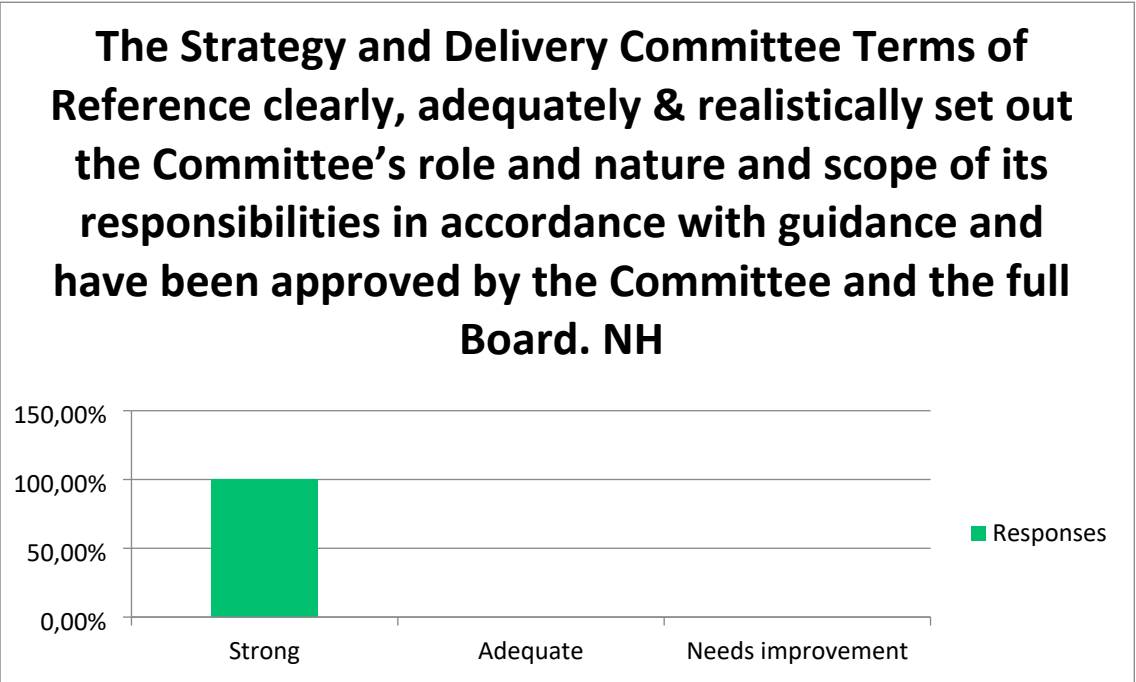 The Strategy and Delivery Committee Terms of
Reference clearly, adequately & realistically set out
the Committee’s role and nature and scope of its
responsibilities in accordance with guidance and
have been approved by the Committee and the full
Board. NH
150,00%
100,00%
50,00%
0,00%
Strong Adequate Needs improvement
Responses